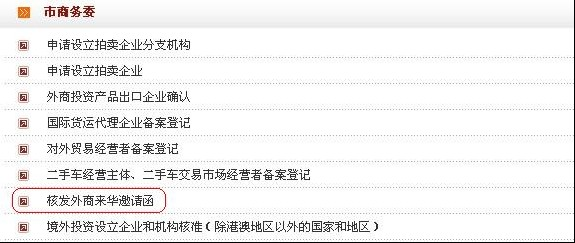 市商务委
申请设立拍卖企业分支机构
申请设立拍卖企业
外商投资产品出口企业确认
国际货运代理企业备案登记
对外贸易经营者备案登记
二手车经营主体、二手车交易市场经营者备案登记
核发外商来华邀请函
境外投资设立企业和机构核准（除港澳地区以外的国家和地区）